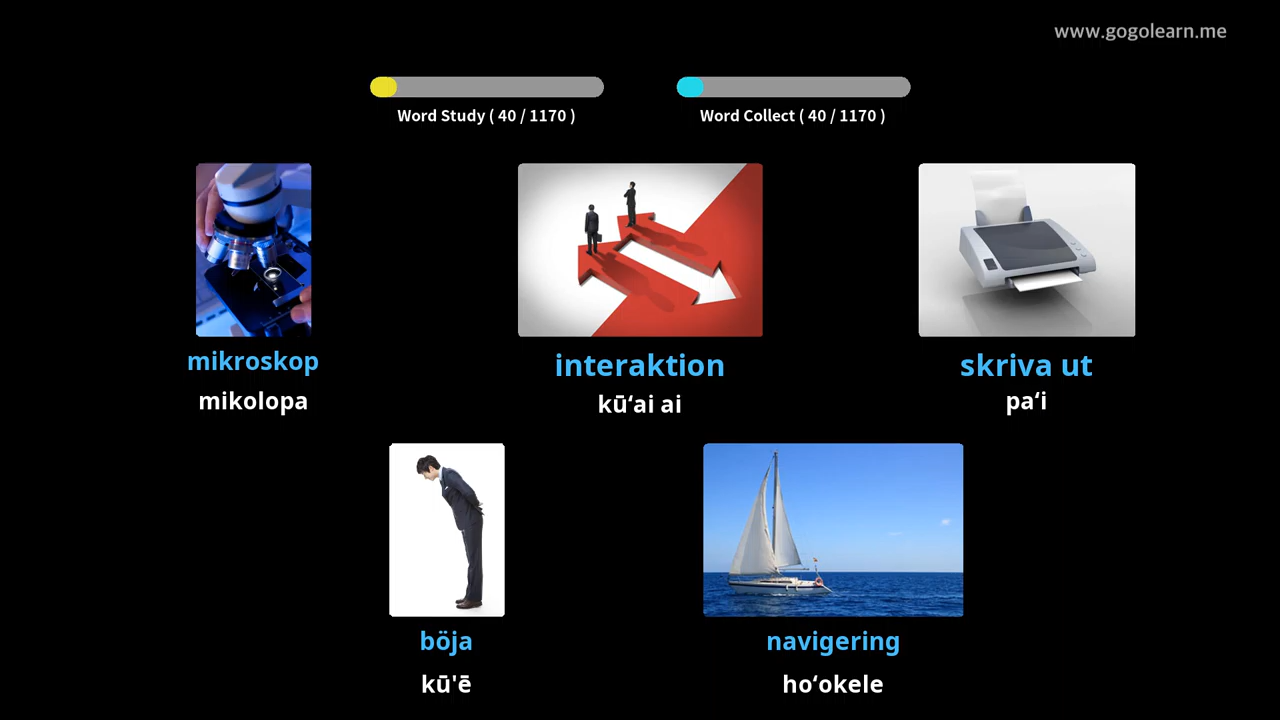 www.gogolearn.me
Word Study ( 40 / 1170 )
Word Collect ( 40 / 1170 )
mikroskop
mikolopa
interaktion
kūʻai ai
skriva ut
paʻi
böja
kū'ē
navigering
hoʻokele